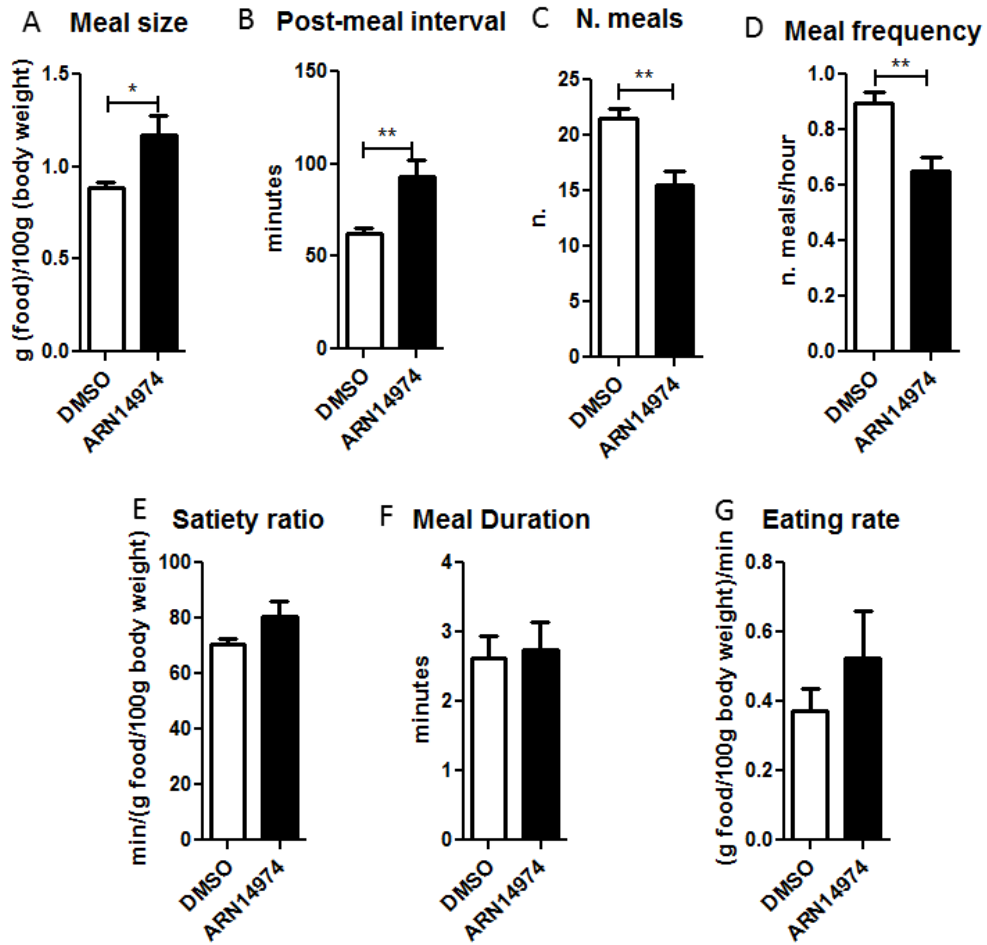 A Meal size
g (food)/100g (body weight)
1.5
1.0
0.5
0.0
*
DMSO
ARN14974
B Post-meal interval
minutes
150
100
50
0
**
DMSO
ARN14974
C N. meals
n.
25
20
15
10
5
0
**
DMSO
ARN14974
D Meal frequency
n. meals/hour
1.0
0.8
0.6
0.4
0.2
0.0
**
DMSO
ARN14974
E Satiety ratio
min/(g food/100g body weight)
100
80
60
40
20
0
DMSO
ARN14974
F Meal Duration
minutes
4
3
2
1
0
DMSO
ARN14974
G Eating rate
(g food/100g body weight)/min
0.8
0.6
0.4
0.2
0.0
DMSO
ARN14974